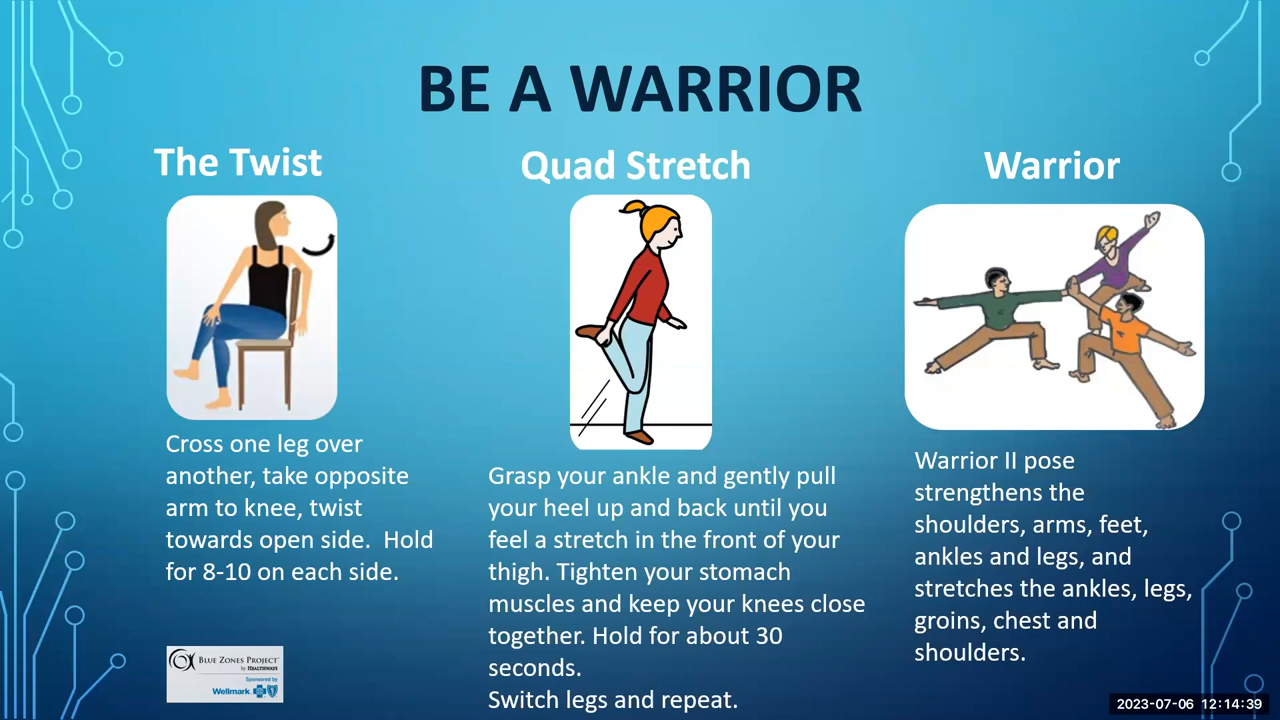 BE A WARRIOR
The Twist
Cross one leg over
another, take opposite
arm to knee, twist
towards open side.  Hold
for 8-10 on each side.
Quad Stretch
Grasp your ankle and gently pull
your heel up and back until you
feel a stretch in the front of your
thigh. Tighten your stomach
muscles and keep your knees close
together. Hold for about 30
seconds.
Switch legs and repeat.
Warrior
Warrior II pose
strengthens the
shoulders, arms, feet,
ankles and legs, and
stretches the ankles, legs,
groins, chest and
shoulders.
BLUE ZONES PROJECT
by HEALTHWAYS
Sponsored by
Wellmark
2023-07-06 12:14:39